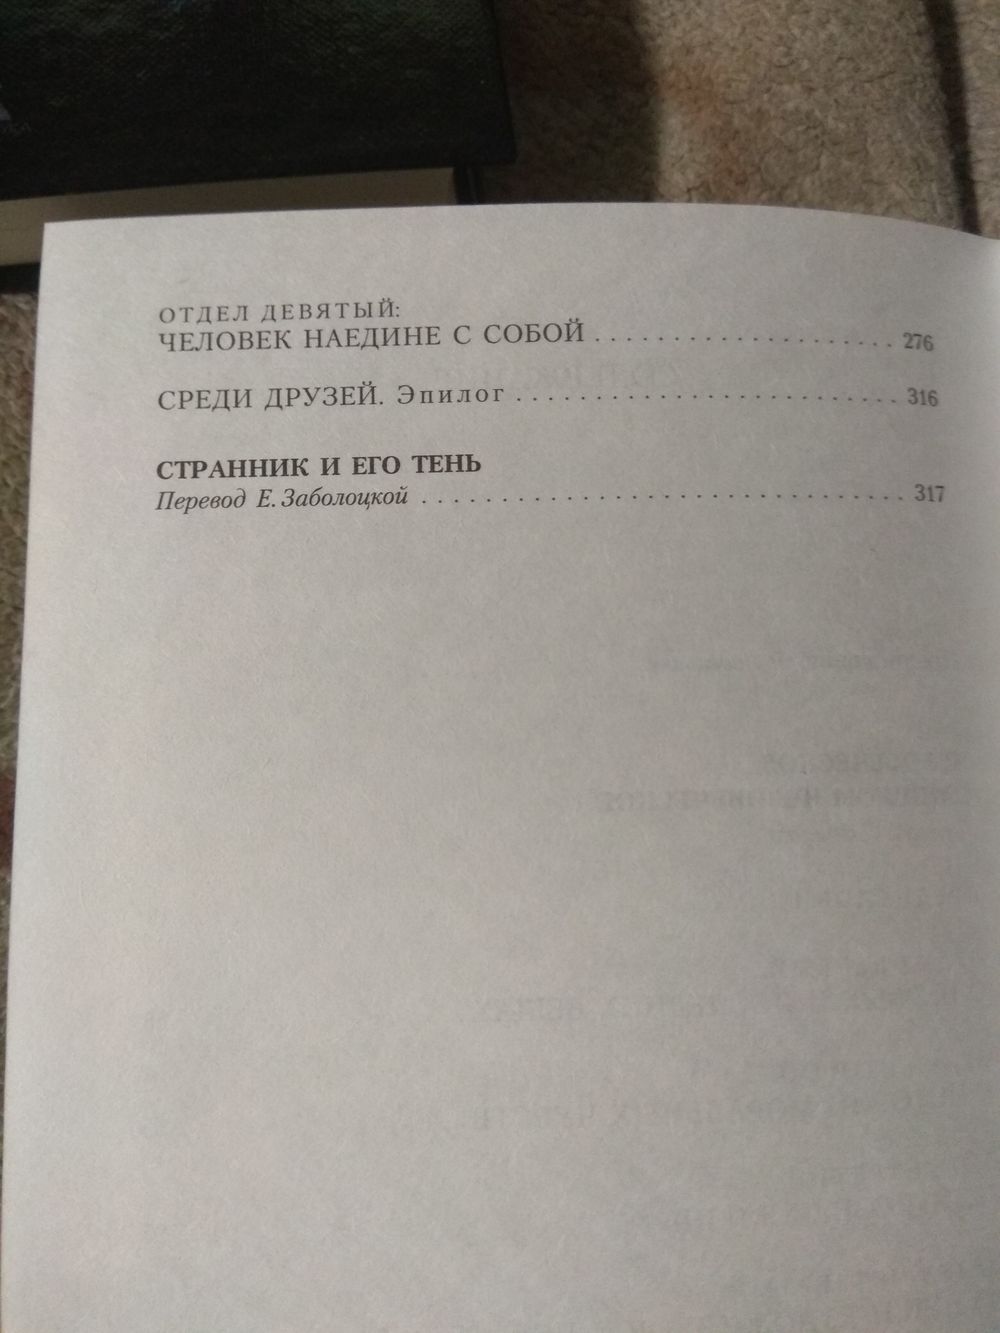 ОТДЕЛ ДЕВЯТЫЙ:
ЧЕЛОВЕК НАЕДИНЕ С СОБОЙ . . . . . . . . . . . . . . . . . . . . 276
СРЕДИ ДРУЗЕЙ. Эпилог . . . . . . . . . . . . . . . . . . . . . . . . . 316
СТРАННИК И ЕГО ТЕНЬ
Перевод Е. Заболоцкой . . . . . . . . . . . . . . . . . . . . . . . . . . . . . . . 317